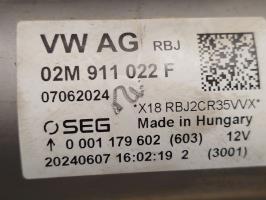 VW AG RBJ
02M 911 022 F
07062024
*X18 RBJ2CR35VVX*
SEG Made in Hungary
↑ 0 001 179 602 (603) 12V
20240607 16:02:19 2 (3001)